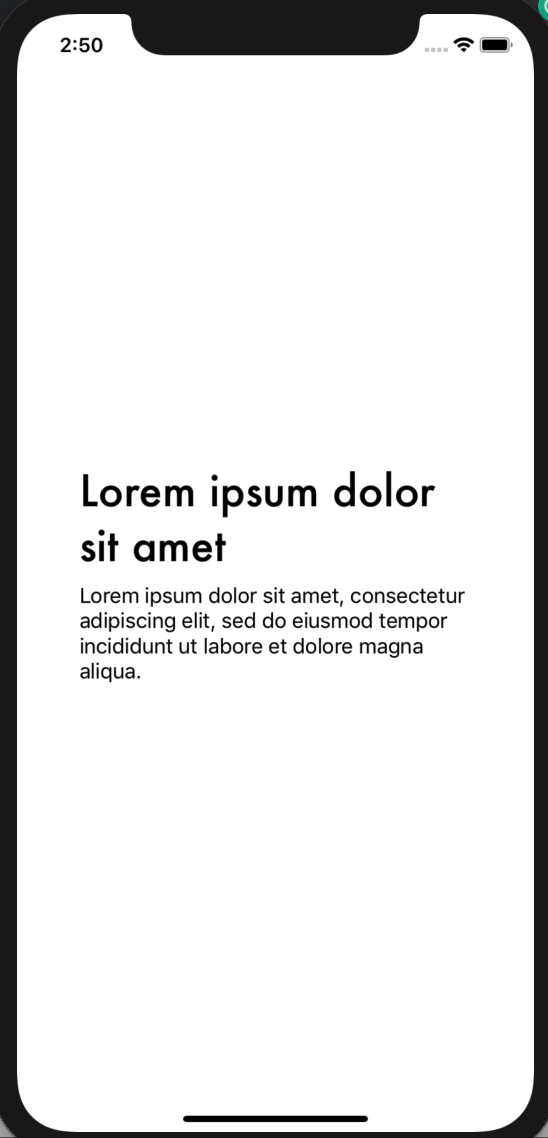 2:50
Lorem ipsum dolor
sit amet
Lorem ipsum dolor sit amet, consectetur
adipiscing elit, sed do eiusmod tempor
incididunt ut labore et dolore magna
aliqua.